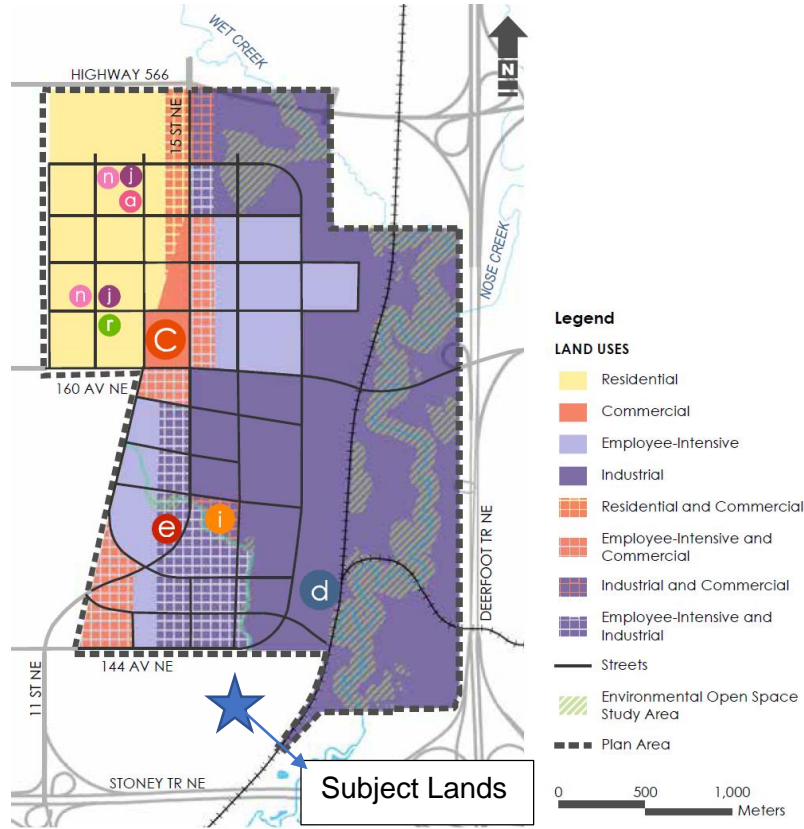 WET CREEK
N
HIGHWAY 566
15 ST NE
n
j
a
n
j
r
C
NOSE CREEK
160 AV NE
e
i
d
DEERFOOT TR NE
11 ST NE
144 AV NE
STONEY TR NE
Subject Lands
Legend
LAND USES
Residential
Commercial
Employee-Intensive
Industrial
Residential and Commercial
Employee-Intensive and
Commercial
Industrial and Commercial
Employee-Intensive and
Industrial
Streets
Environmental Open Space
Study Area
Plan Area
0 500 1,000
Meters